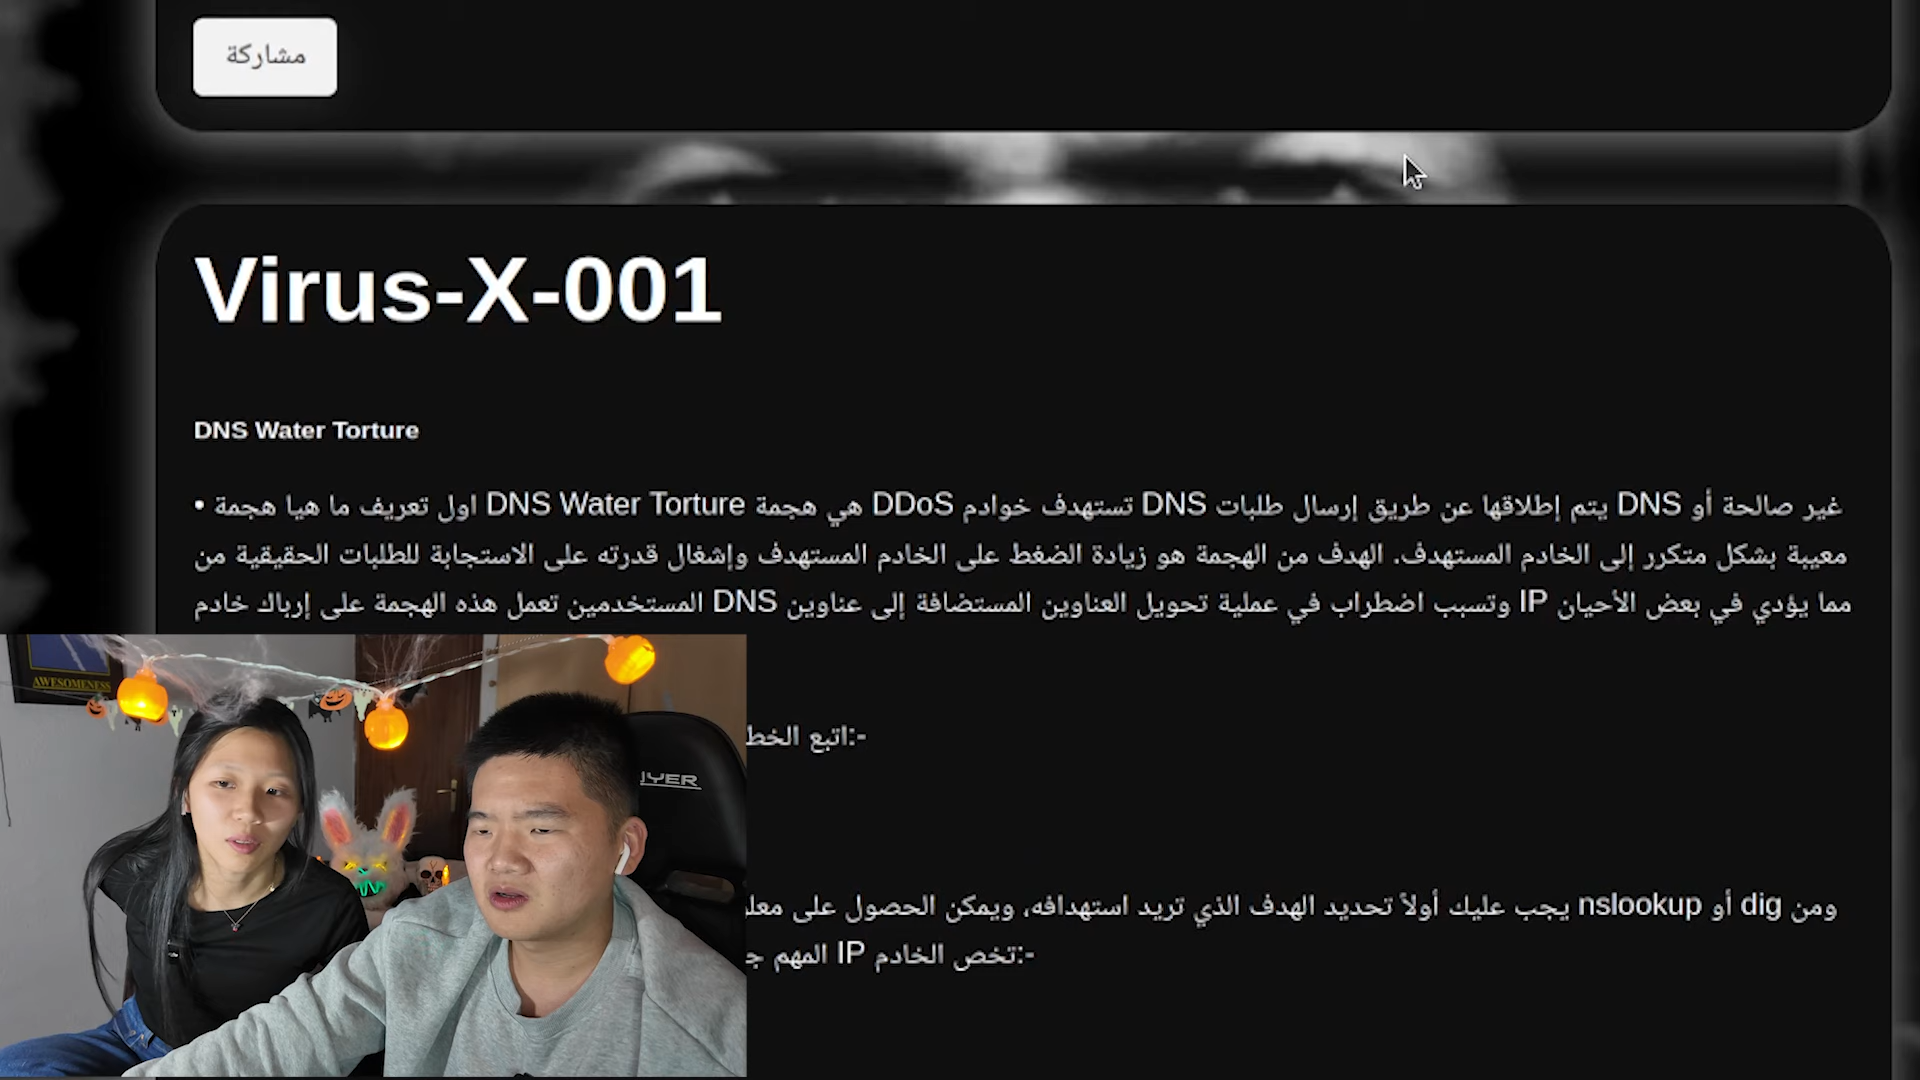 مشاركة
Virus-X-001
DNS Water Torture
• اول تعريف ما هيا هجمة DNS Water Torture هي هجمة DDoS تستهدف خوادم DNS يتم إطلاقها عن طريق إرسال طلبات DNS غير صالحة أو
معيبة بشكل متكرر إلى الخادم المستهدف. الهدف من الهجمة هو زيادة الضغط على الخادم المستهدف وإشغال قدرته على الاستجابة للطلبات الحقيقية من
المستخدمين تعمل هذه الهجمة على إرباك خادم DNS وتسبب اضطراب في عملية تحويل العناوين المستضافة إلى عناوين IP مما يؤدي في بعض الأحيان
AWESOMENESS
اتبع:-
يجب عليك أولاً تحديد الهدف الذي تريد استهدافه، ويمكن الحصول على nslookup أو dig ومن
المهم IP تخص الخادم:-